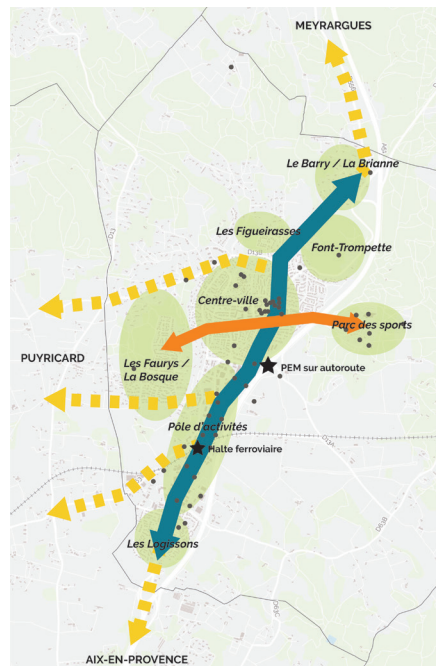 MEYRARGUES
Le Barry / La Brianne
Les Figueirasses
Font-Trompette
Centre-ville
Parc des sports
PUYRICARD
Les Faurys /
La Bosque
PEM sur autoroute
Pôle d'activités
Halte ferroviaire
Les Logissons
AIX-EN-PROVENCE
D13